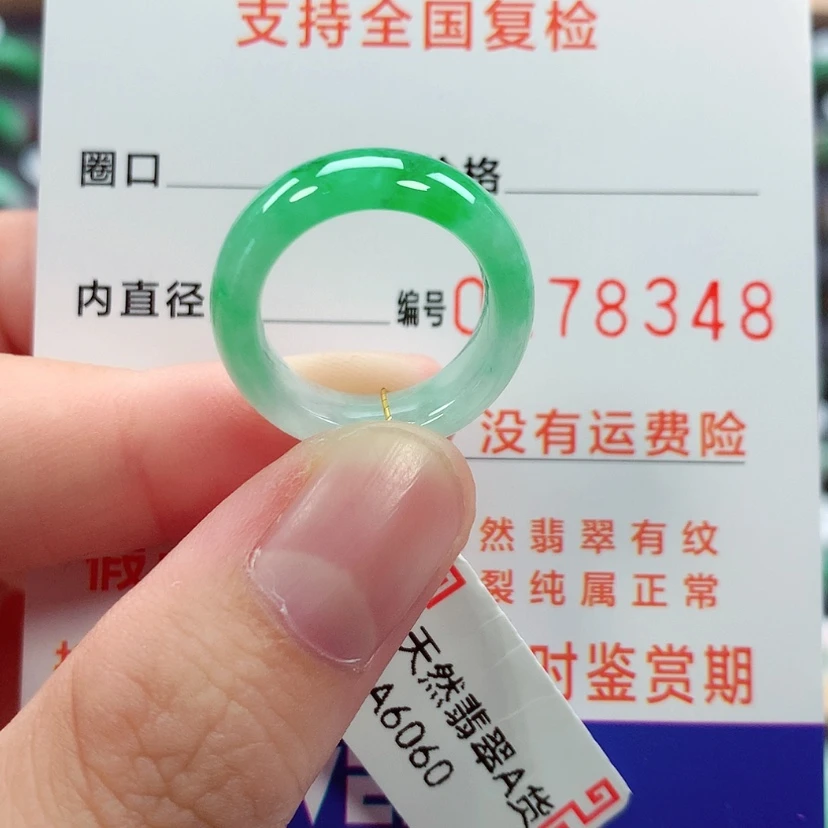 支持全国复检
圈口
格
内直径
编号 0 78348
没有运费险
然翡翠有纹
裂纯属正常
时鉴赏期
天然翡翠A货
A6060